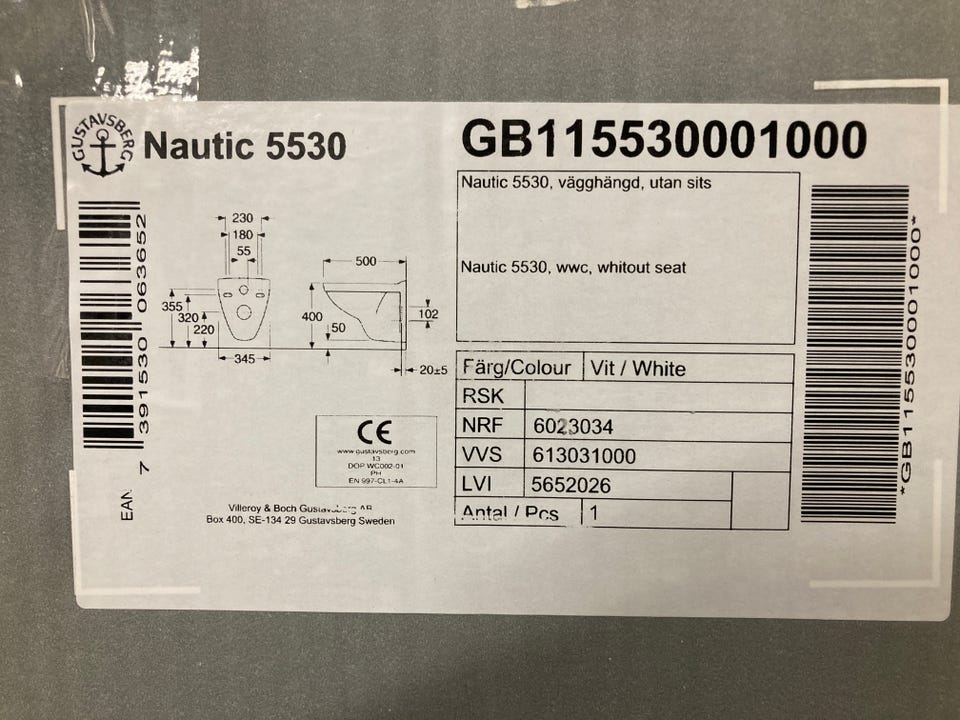 GUSTAVSBERG
Nautic 5530
GB115530001000
Nautic 5530, vägghängd, utan sits
Nautic 5530, wwc, whitout seat
230
180
55
500
355
320
220
400
50
102
345
20±5
Färg/Colour Vit / White
RSK
NRF 6023034
VVS 613031000
LVI 5652026
Antal / Pcs 1
CE
www.gustavsberg.com
13
DOP WC002-01
PH
EN 997-CL1-4A
Villeroy & Boch Gustavsberg AB
Box 400, SE-134 29 Gustavsberg Sweden
EAN 7 391530 063652
*GB115530001000*